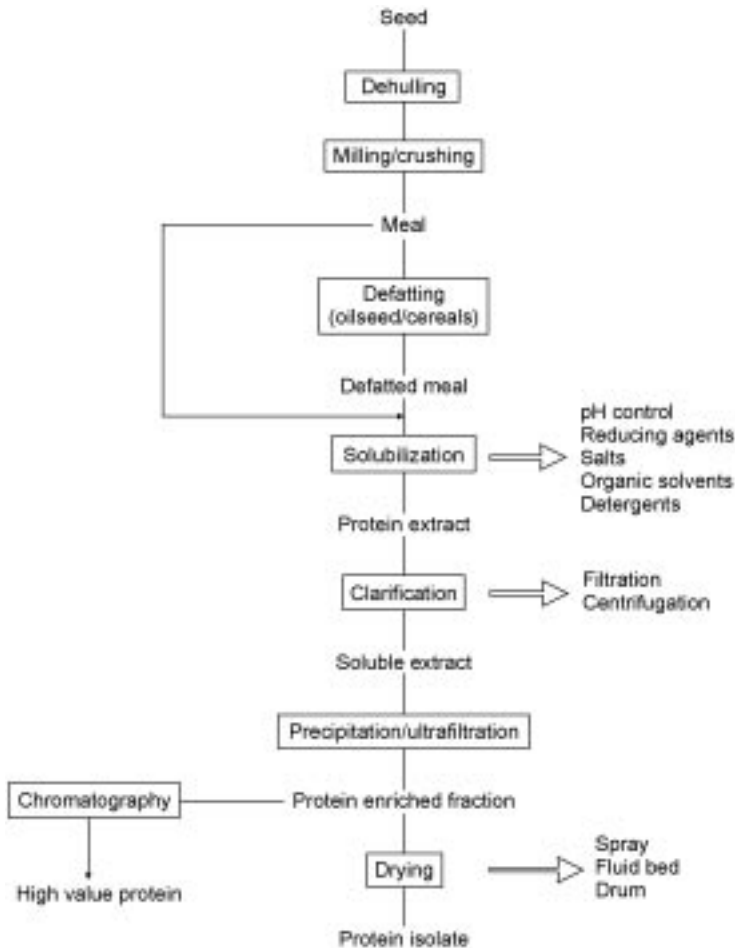 Seed
Dehulling
Milling/crushing
Meal
Defatting
(oilseed/cereals)
Defatted meal
Solubilization
pH control
Reducing agents
Salts
Organic solvents
Detergents
Protein extract
Clarification
Filtration
Centrifugation
Soluble extract
Precipitation/ultrafiltration
Chromatography
Protein enriched fraction
High value protein
Drying
Spray
Fluid bed
Drum
Protein isolate